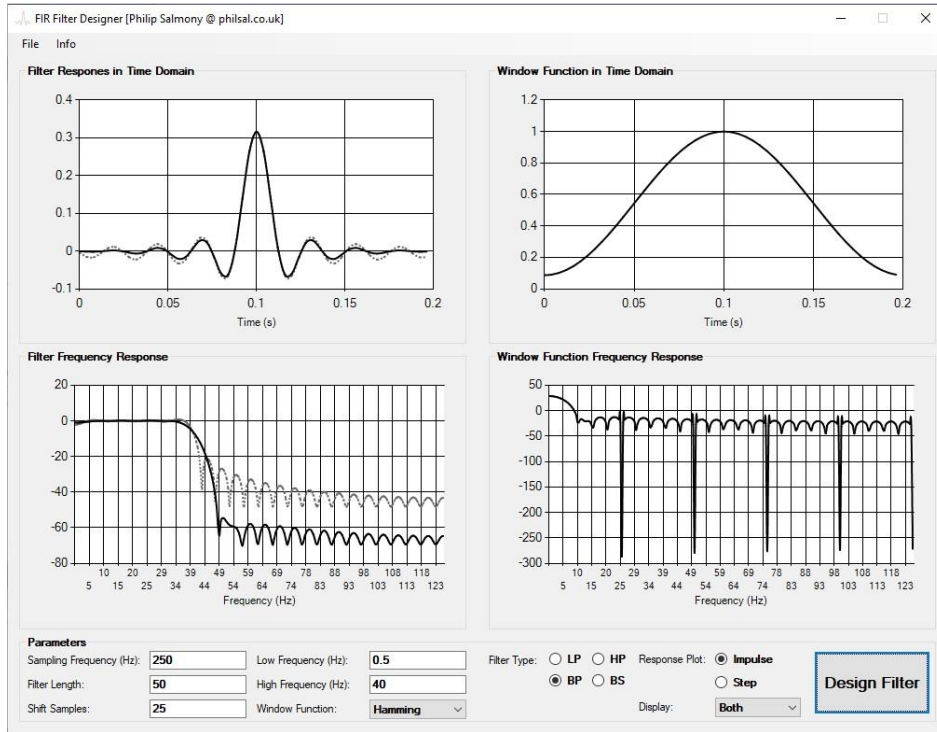 FIR Filter Designer [Philip Salmony @ philsal.co.uk]
File Info
Filter Respones in Time Domain
0.4
0.3
0.2
0.1
0
-0.1
0 0.05 0.1 0.15 0.2
Time (s)
Window Function in Time Domain
1.2
1
0.8
0.6
0.4
0.2
0
0 0.05 0.1 0.15 0.2
Time (s)
Filter Frequency Response
20
0
-20
-40
-60
-80
10 20 29 39 49 59 69 78 88 98 108 118
5 15 25 34 44 54 64 74 83 93 103 113 123
Frequency (Hz)
Window Function Frequency Response
50
0
-50
-100
-150
-200
-250
-300
10 20 29 39 49 59 69 78 88 98 108 118
5 15 25 34 44 54 64 74 83 93 103 113 123
Frequency (Hz)
Parameters
Sampling Frequency (Hz): 250 Low Frequency (Hz): 0.5
Filter Length: 50 High Frequency (Hz): 40
Shift Samples: 25 Window Function: Hamming
Filter Type: LP HP Response Plot: Impulse
BP BS Step
Display: Both
Design Filter